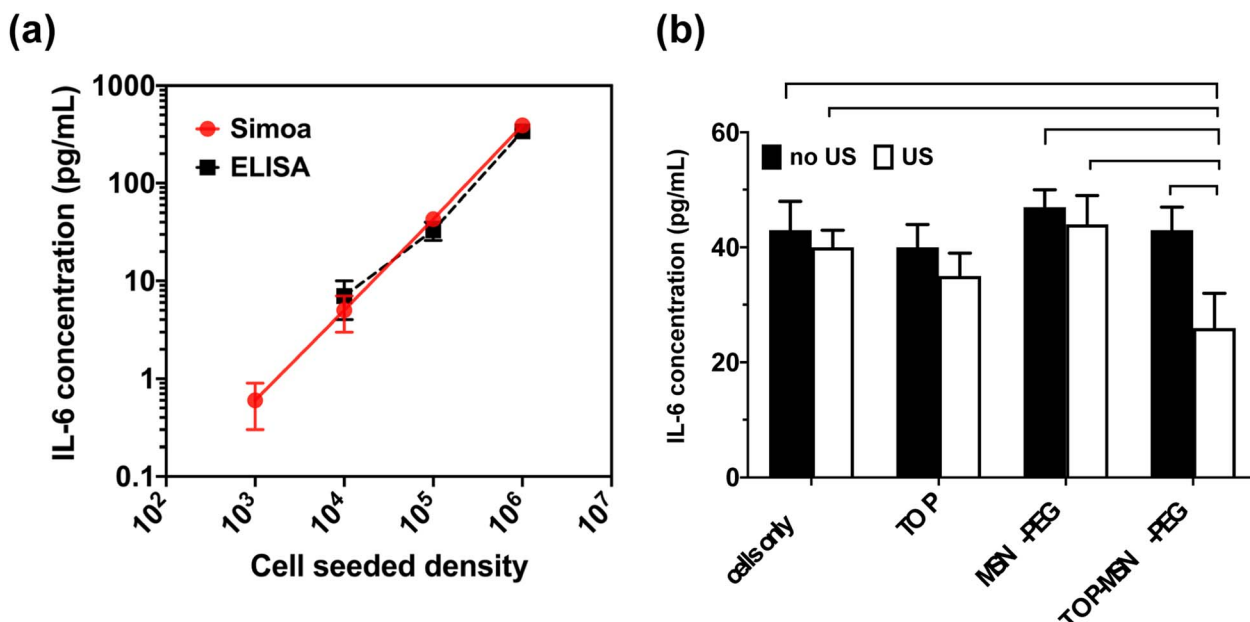 (a)
IL-6 concentration (pg/mL)
1000
100
10
1
0.1
Simoa
ELISA
10² 10³ 10⁴ 10⁵ 10⁶ 10⁷
Cell seeded density
(b)
IL-6 concentration (pg/mL)
60
40
20
0
no US US
cells only
TOP
MSN -PEG
TOP-MSN -PEG